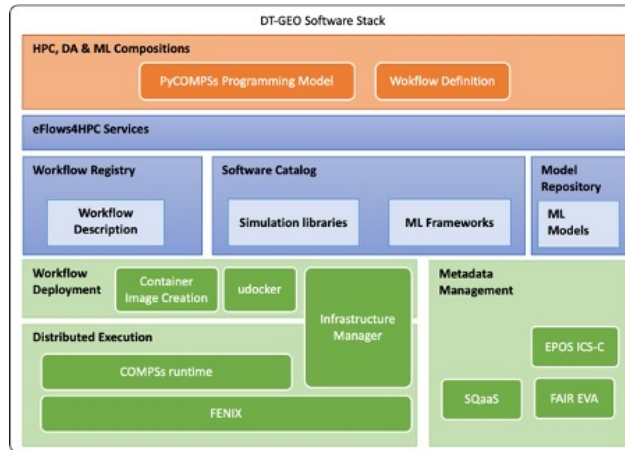 DT-GEO Software Stack
HPC, DA & ML Compositions
PyCOMPSs Programming Model
Wokflow Definition
eFlows4HPC Services
Workflow Registry
Workflow
Description
Software Catalog
Simulation libraries
ML Frameworks
Model
Repository
ML
Models
Workflow
Deployment
Container
Image Creation
udocker
Infrastructure
Manager
Distributed Execution
COMPSs runtime
FENIX
Metadata
Management
EPOS ICS-C
SQaaS
FAIR EVA